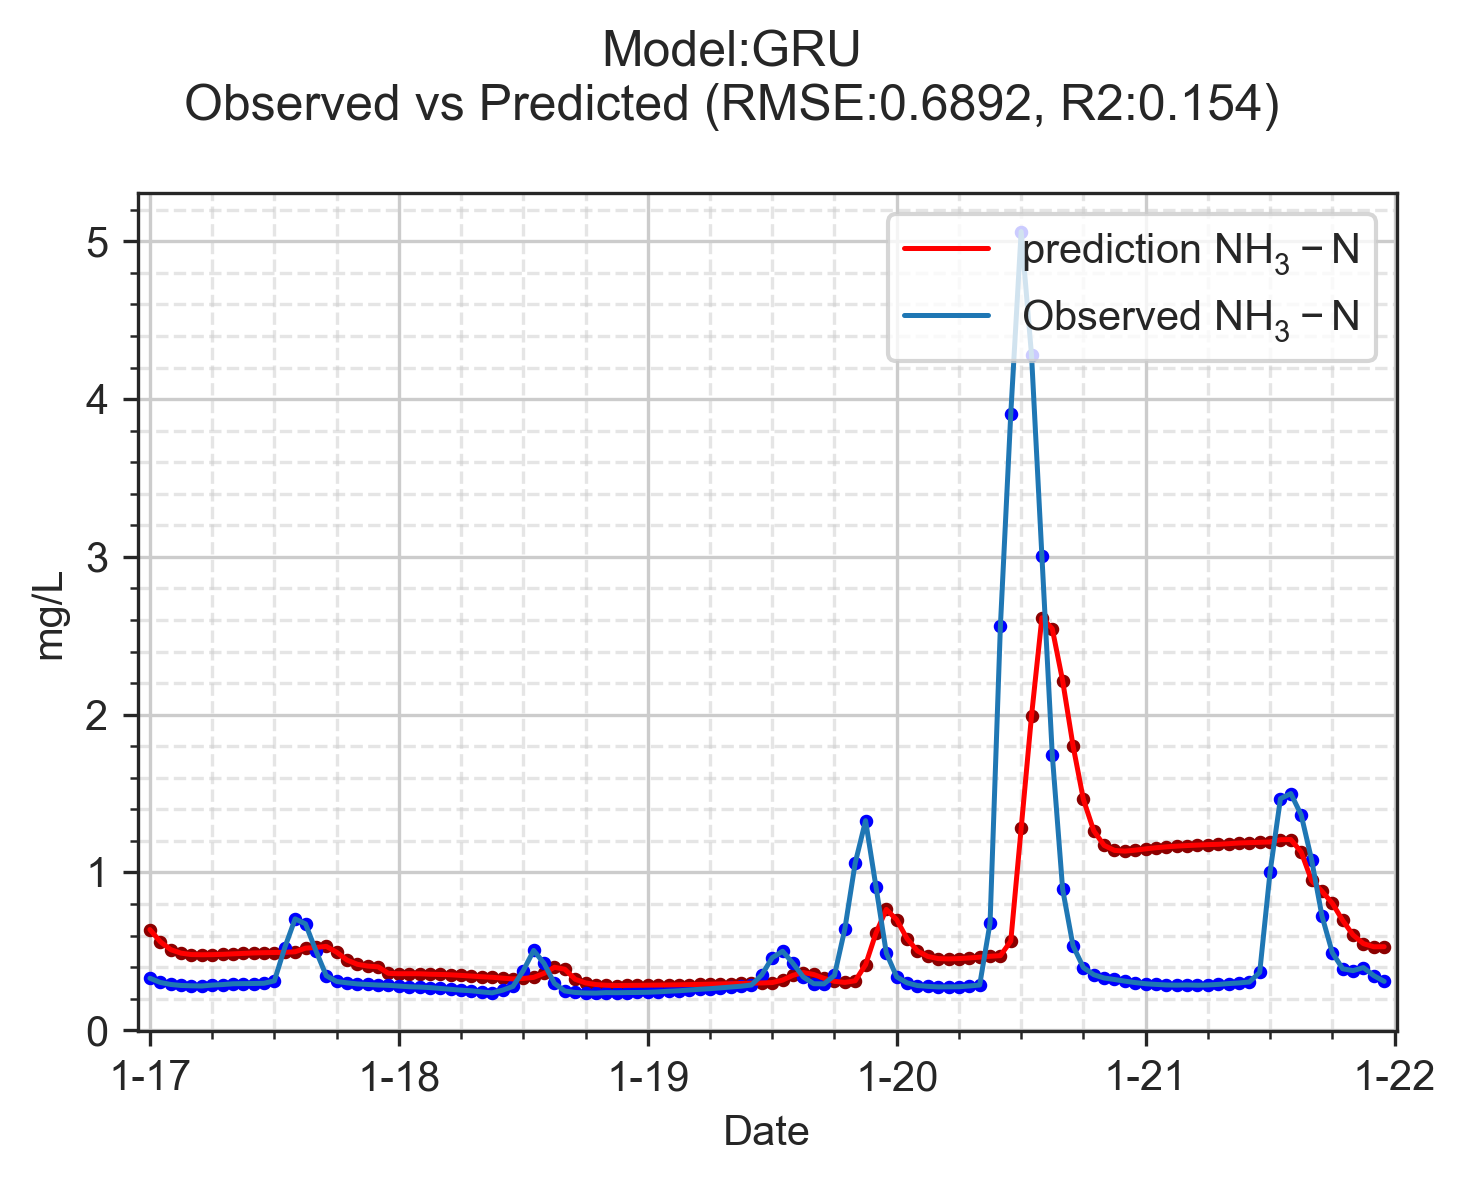 Model:GRU
Observed vs Predicted (RMSE:0.6892, R2:0.154)
prediction NH₃ − N
Observed NH₃ − N
5
4
3
2
1
0
mg/L
1-17 1-18 1-19 1-20 1-21 1-22
Date